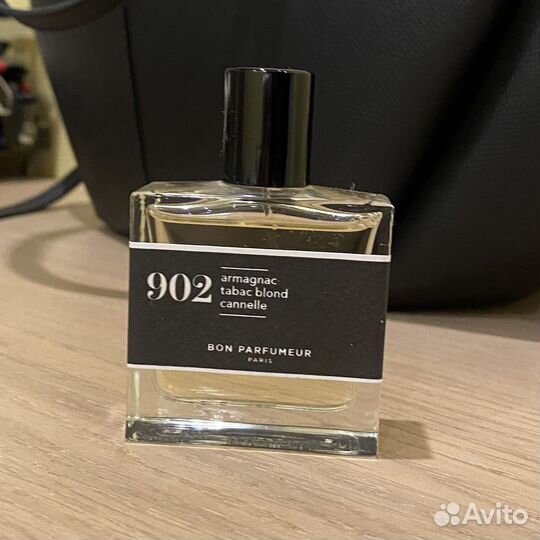 902
armagnac
tabac blond
cannelle
BON PARFUMEUR
PARIS
Avito